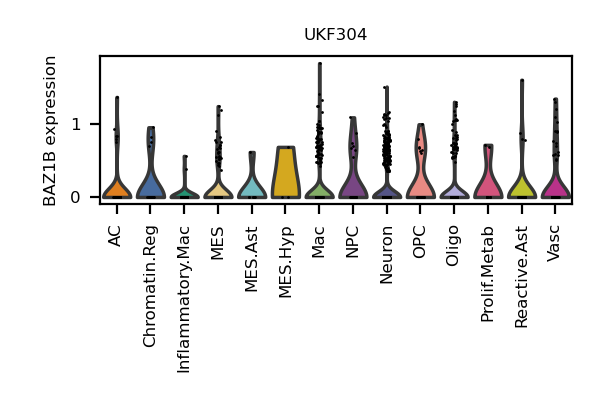 UKF304
BAZ1B expression
1
0
AC
Chromatin.Reg
Inflammatory.Mac
MES
MES.Ast
MES.Hyp
Mac
NPC
Neuron
OPC
Oligo
Prolif.Metab
Reactive.Ast
Vasc